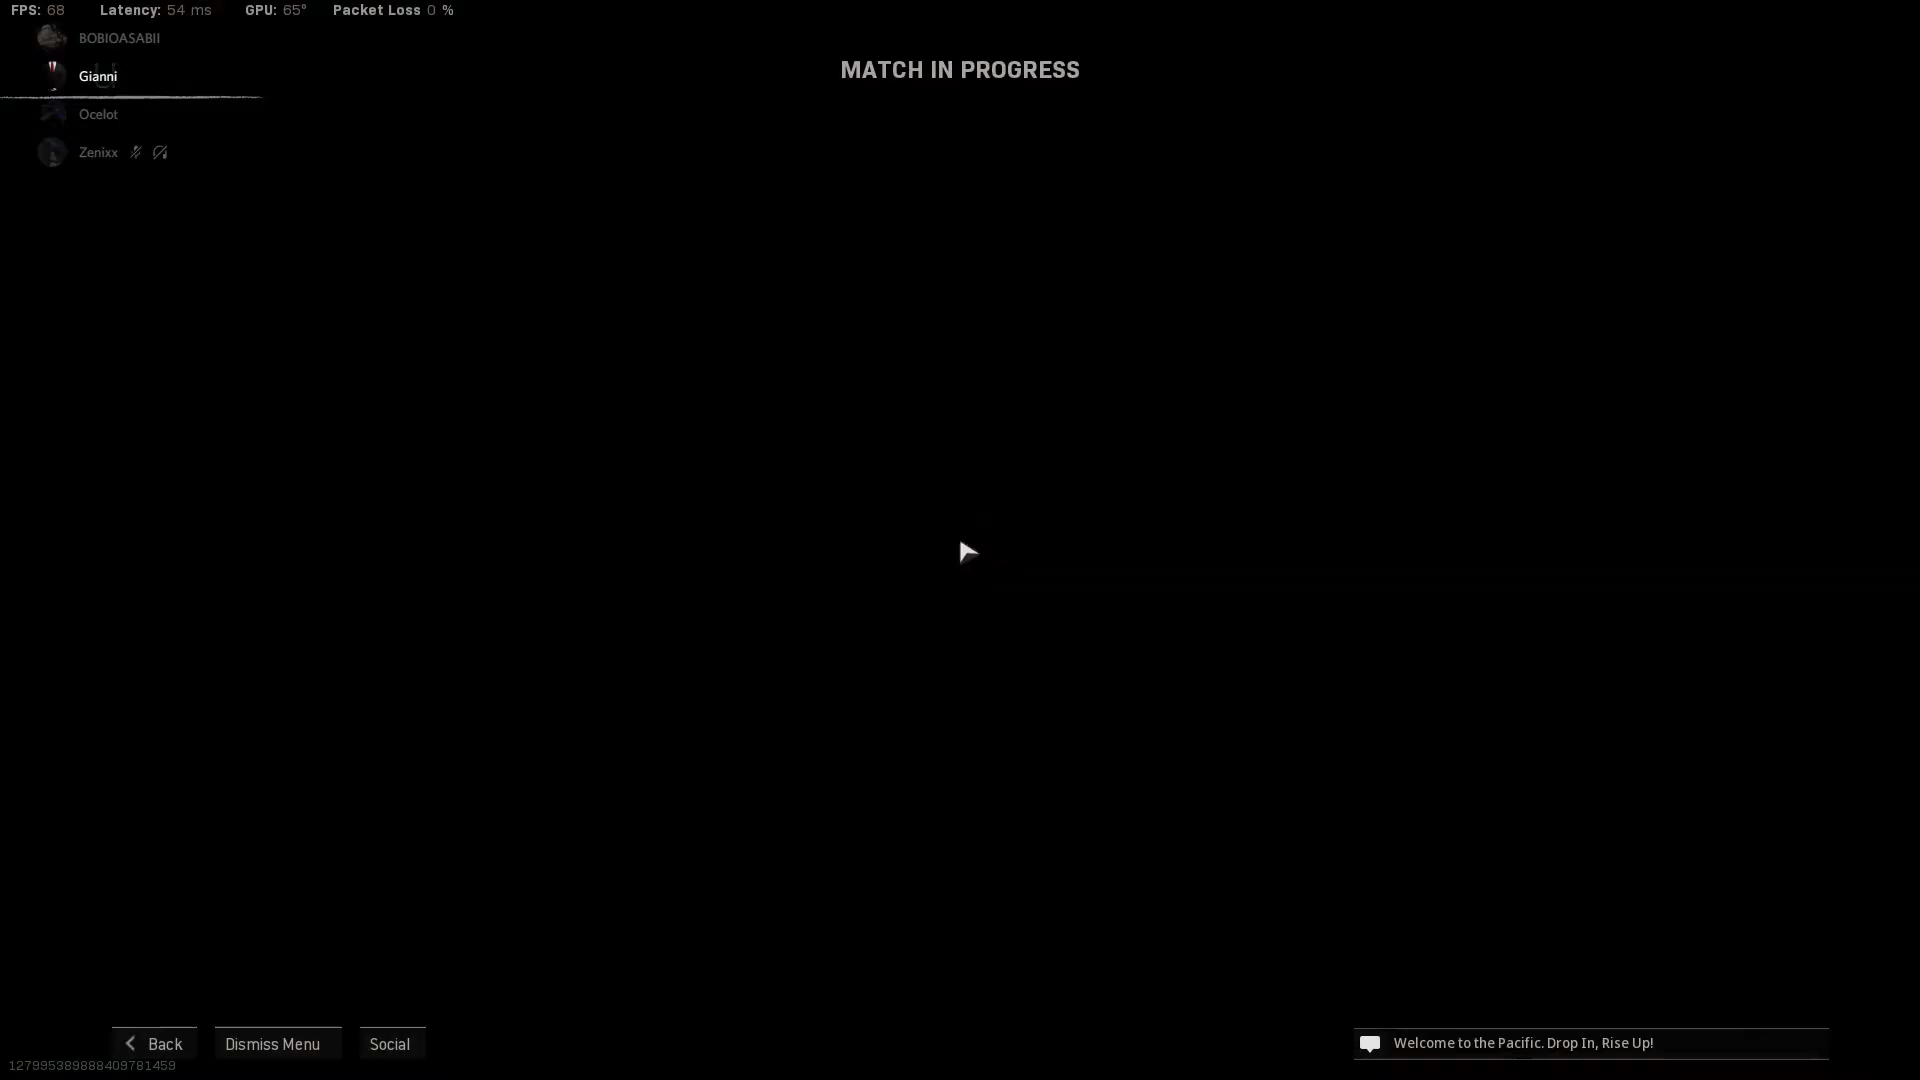 FPS: 68 Latency: 54 ms GPU: 65° Packet Loss 0 %
BOBIOASABII
MATCH IN PROGRESS
Gianni
Ocelot
Zenixx
Back Dismiss Menu Social
Welcome to the Pacific. Drop In, Rise Up!
127995389888409781459